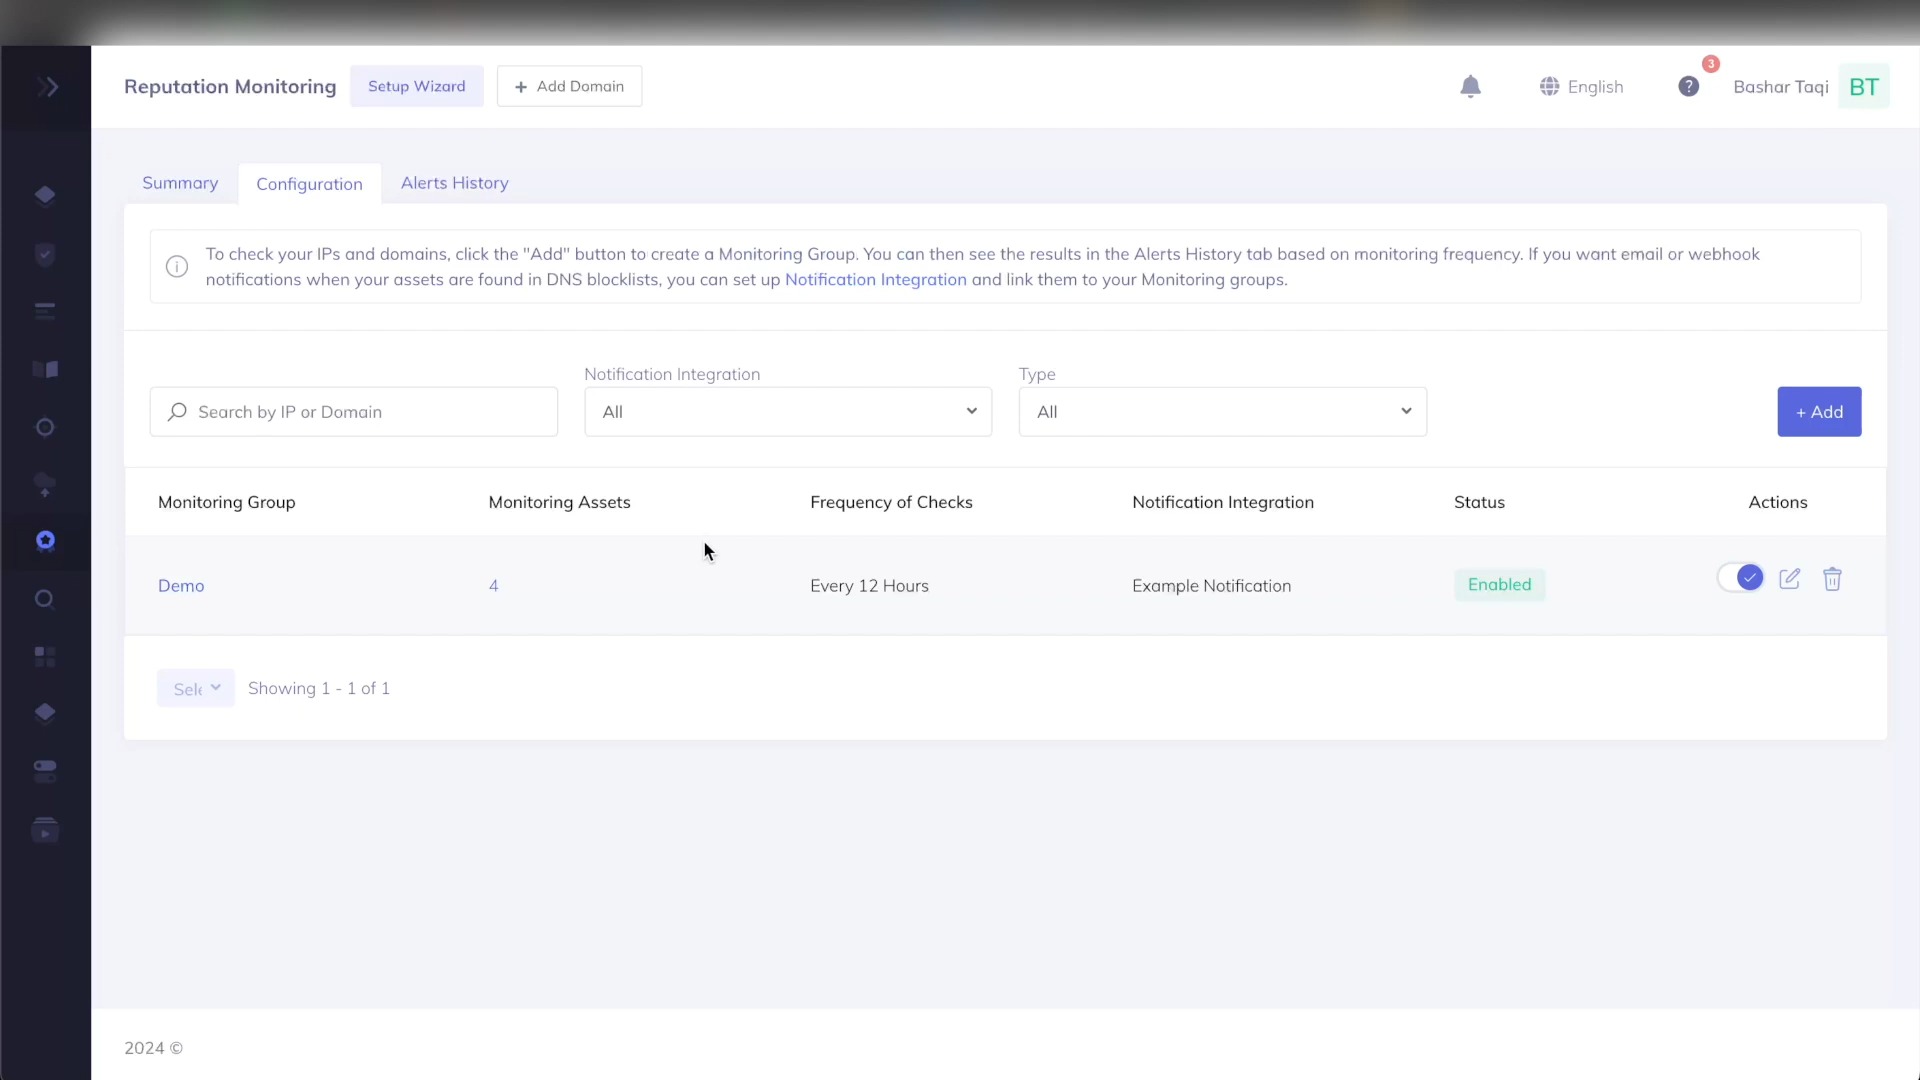 Reputation Monitoring
Setup Wizard
+ Add Domain
English
?
3
Bashar Taqi
BT
Summary
Configuration
Alerts History
To check your IPs and domains, click the "Add" button to create a Monitoring Group. You can then see the results in the Alerts History tab based on monitoring frequency. If you want email or webhook
notifications when your assets are found in DNS blocklists, you can set up Notification Integration and link them to your Monitoring groups.
Notification Integration
Type
Search by IP or Domain
All
All
+ Add
Monitoring Group
Monitoring Assets
Frequency of Checks
Notification Integration
Status
Actions
Demo
4
Every 12 Hours
Example Notification
Enabled
Sele
Showing 1 - 1 of 1
2024 ©